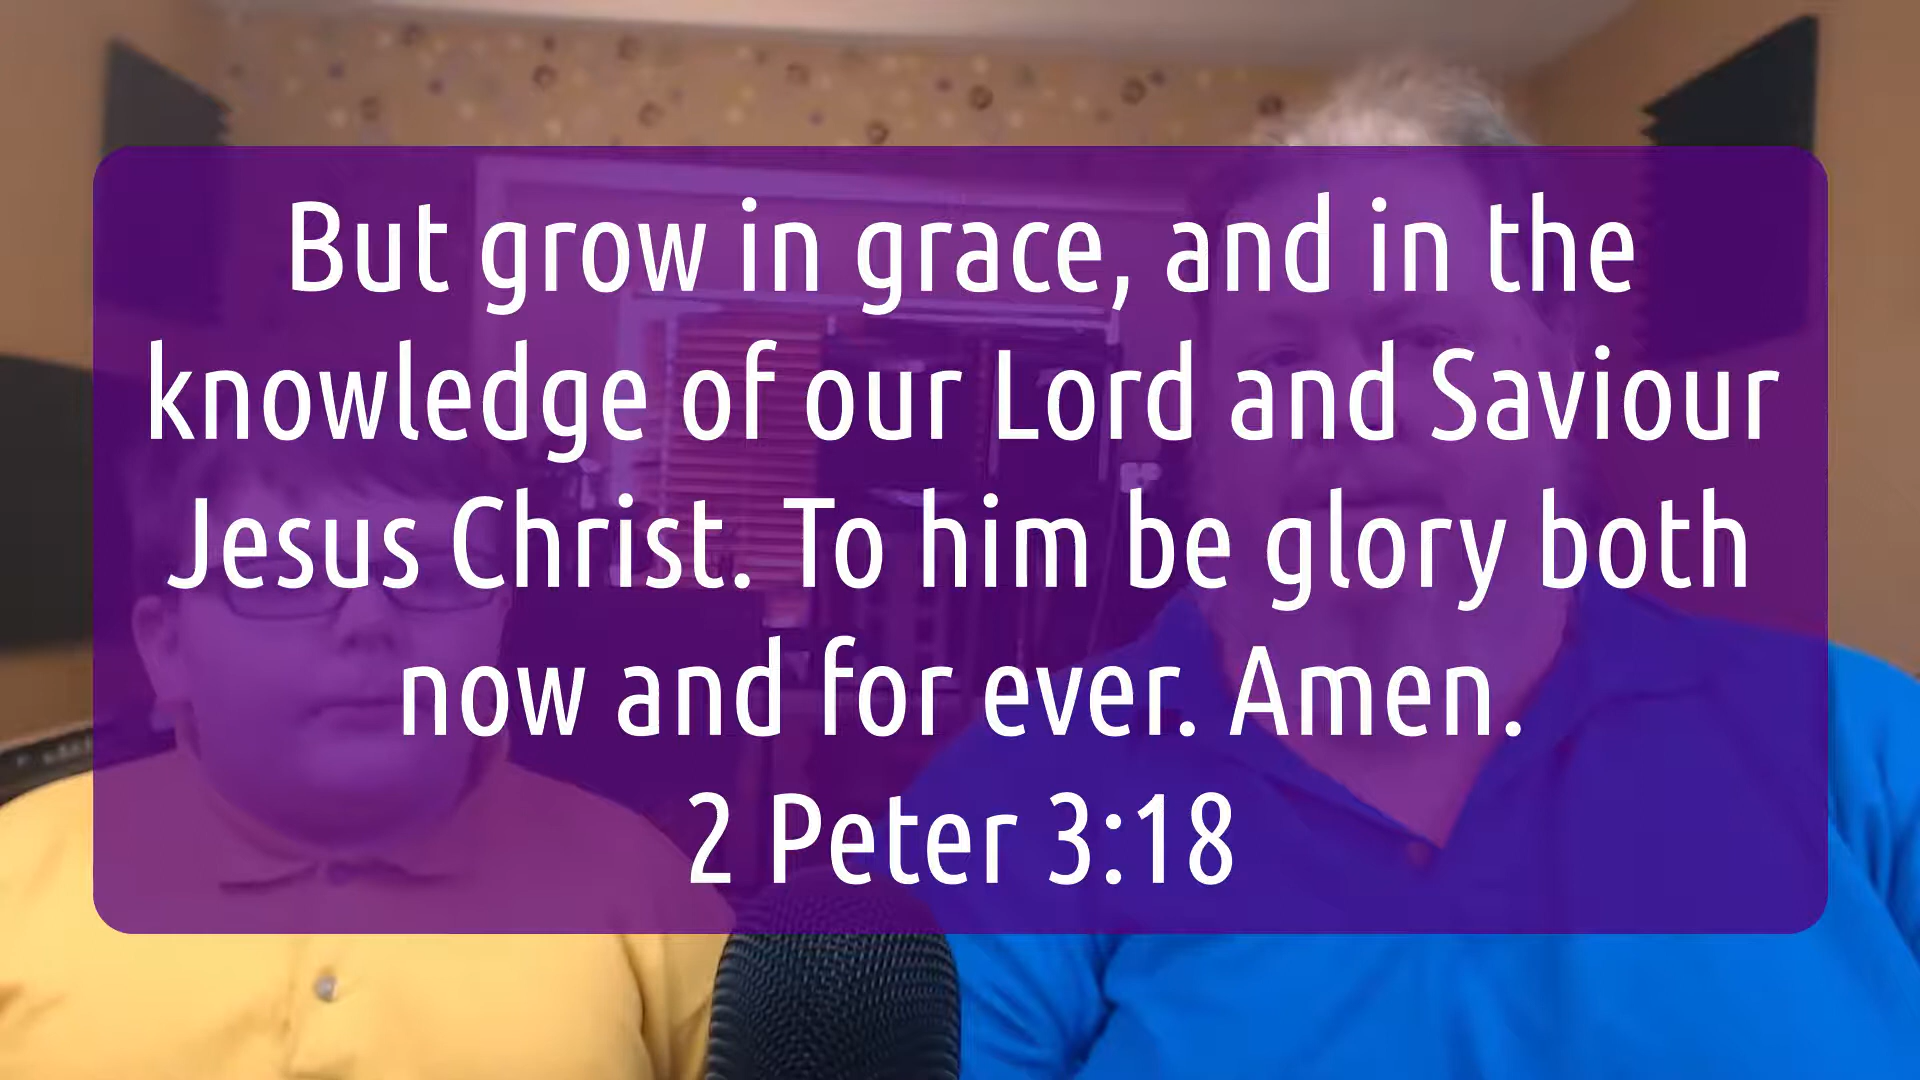 But grow in grace, and in the
knowledge of our Lord and Saviour
Jesus Christ. To him be glory both
now and for ever. Amen.
2 Peter 3:18